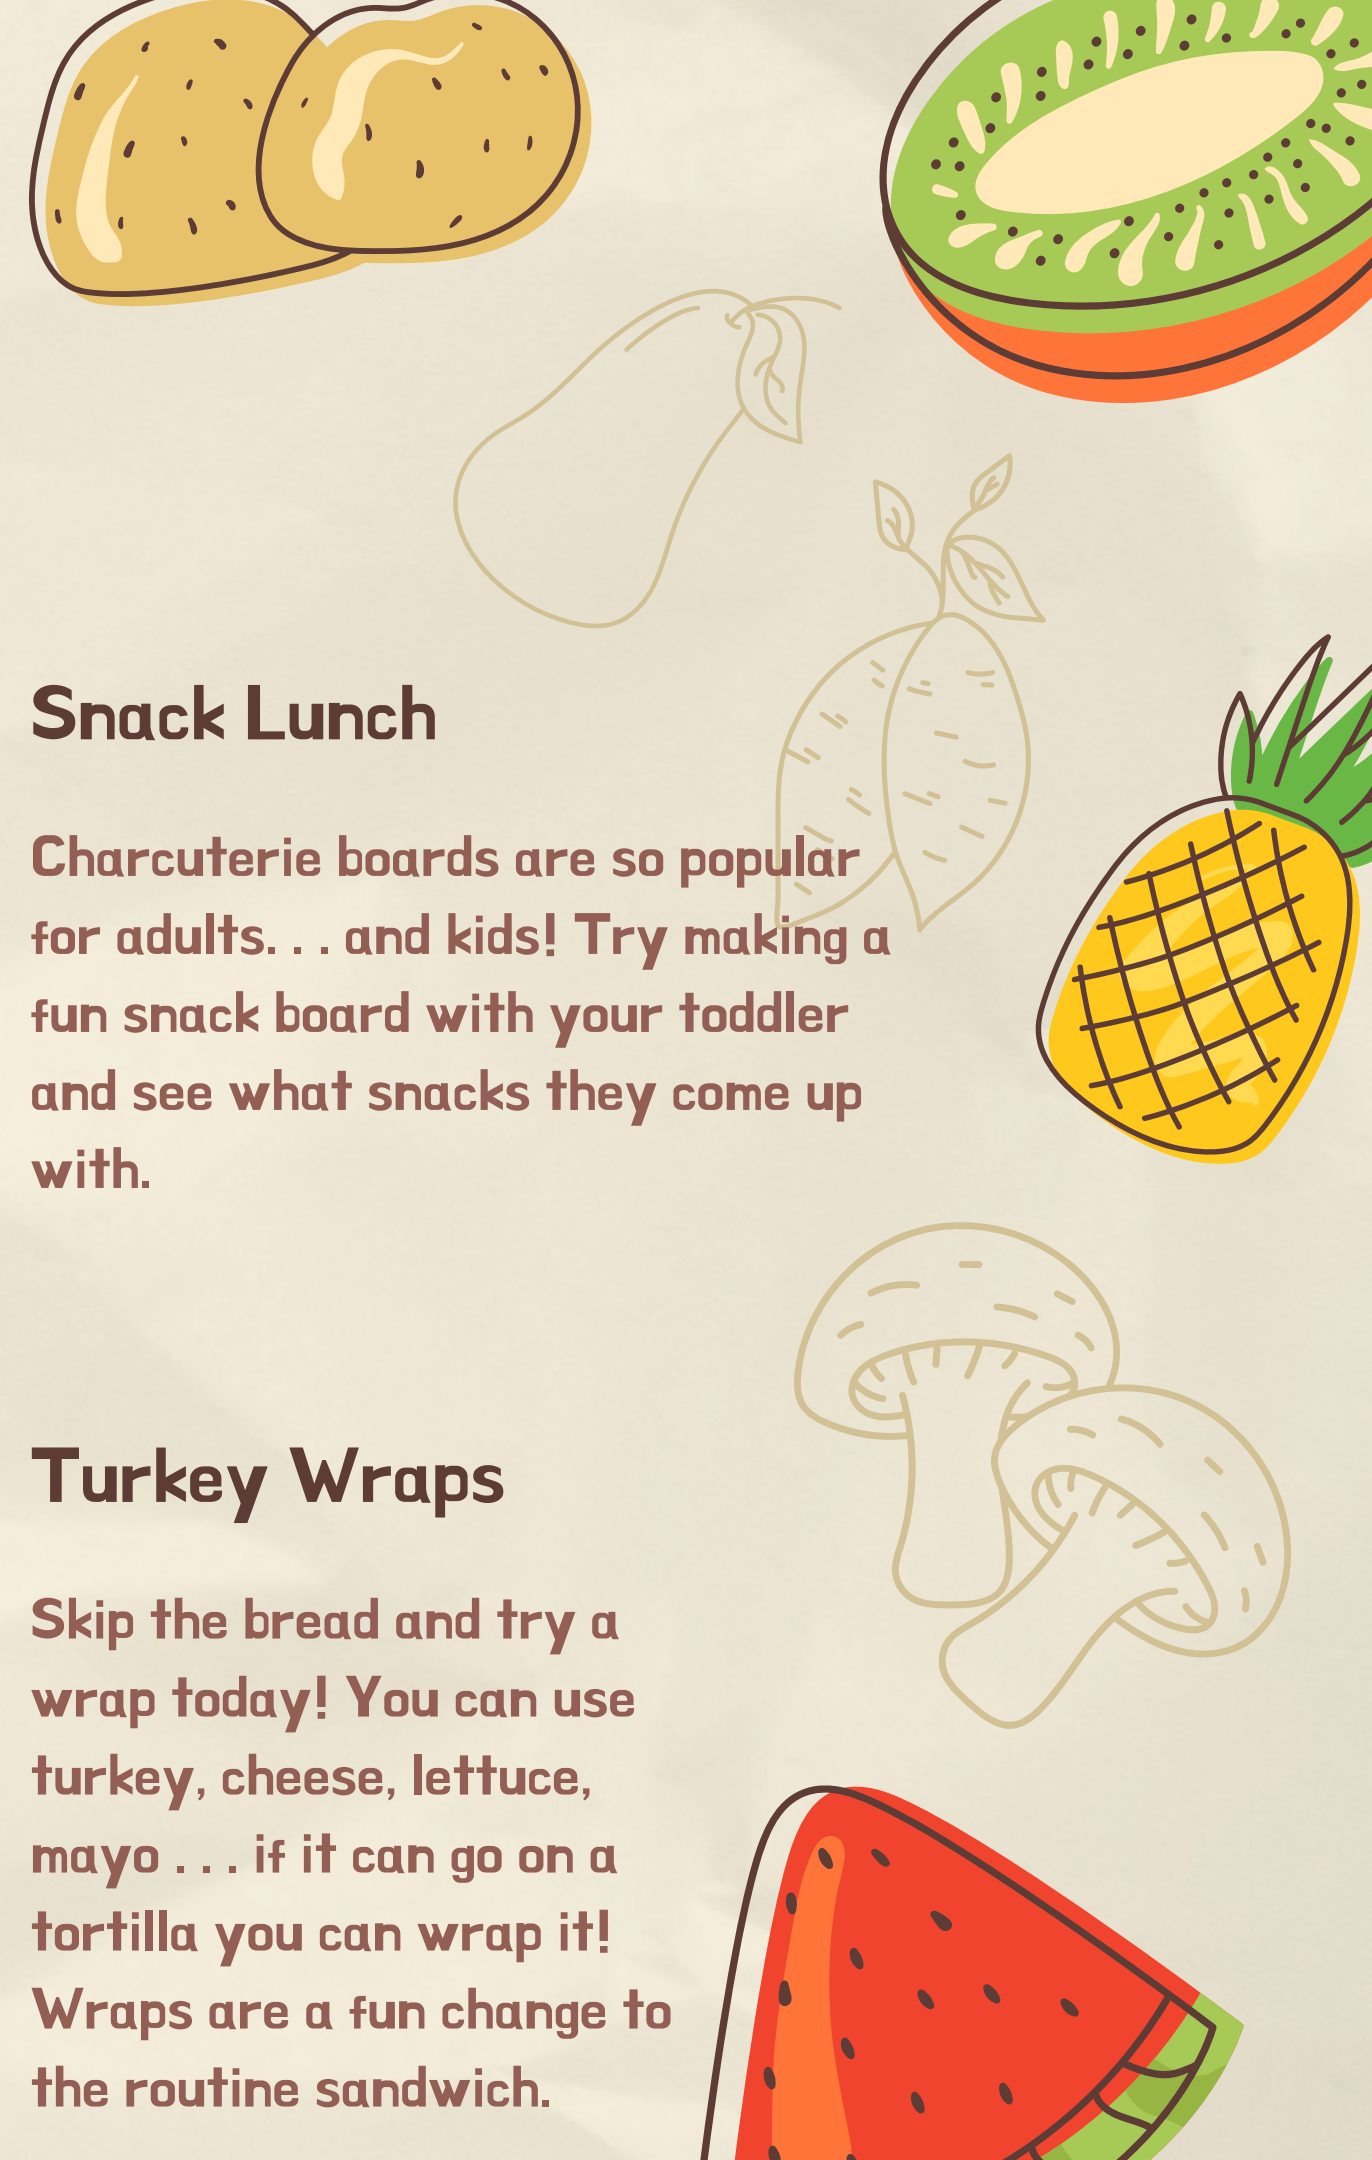 Snack Lunch
Charcuterie boards are so popular
for adults. . . and kids! Try making a
fun snack board with your toddler
and see what snacks they come up
with.
Turkey Wraps
Skip the bread and try a
wrap today! You can use
turkey, cheese, lettuce,
mayo . . . if it can go on a
tortilla you can wrap it!
Wraps are a fun change to
the routine sandwich.